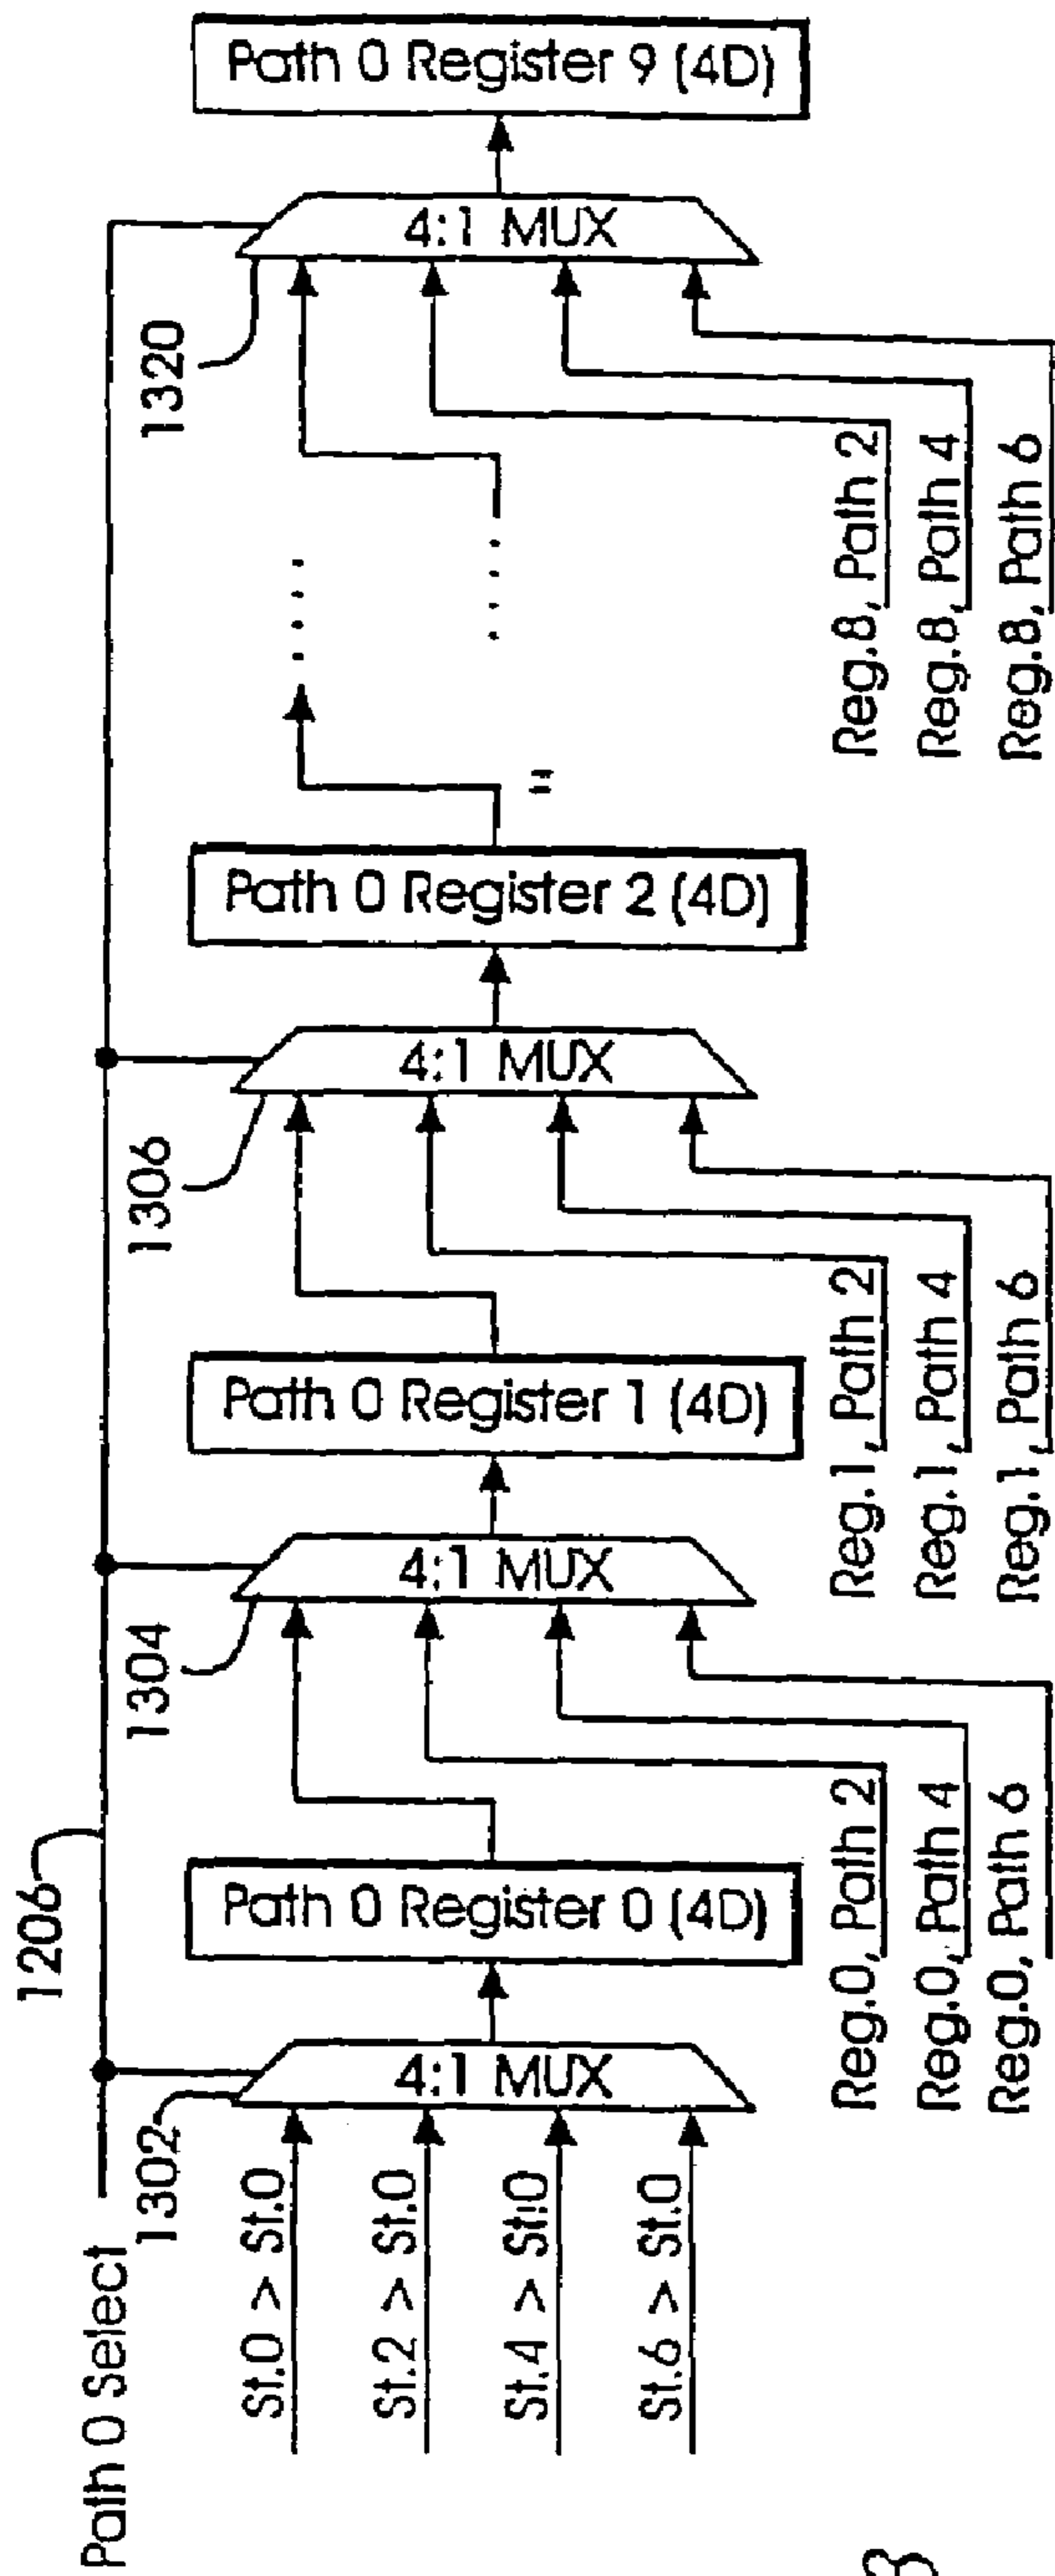 Path 0 Select
1206
1302
St.0 > St.0
St.2 > St.0
St.4 > St.0
St.6 > St.0
4:1 MUX
Path 0 Register 0 (4D)
Reg.0, Path 2
Reg.0, Path 4
Reg.0, Path 6
1304
4:1 MUX
Path 0 Register 1 (4D)
Reg.1, Path 2
Reg.1, Path 4
Reg.1, Path 6
1306
4:1 MUX
Path 0 Register 2 (4D)
=
. . . .
. . . .
Reg.8, Path 2
Reg.8, Path 4
Reg.8, Path 6
1320
4:1 MUX
Path 0 Register 9 (4D)